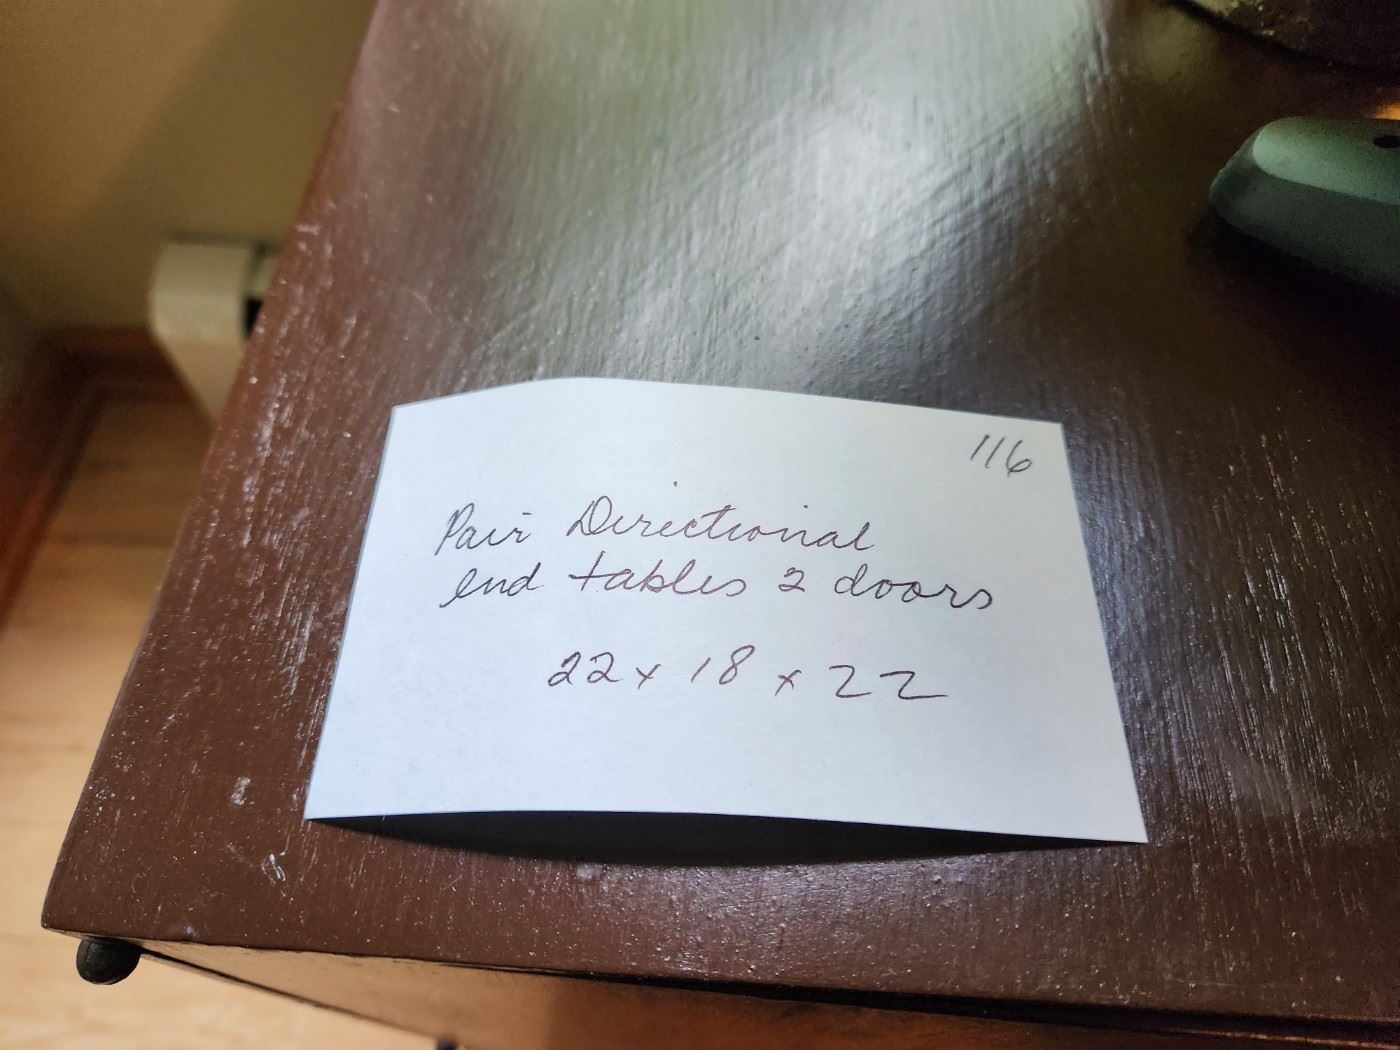 116
Pair Directional
end tables 2 doors
22 x 18 x 22